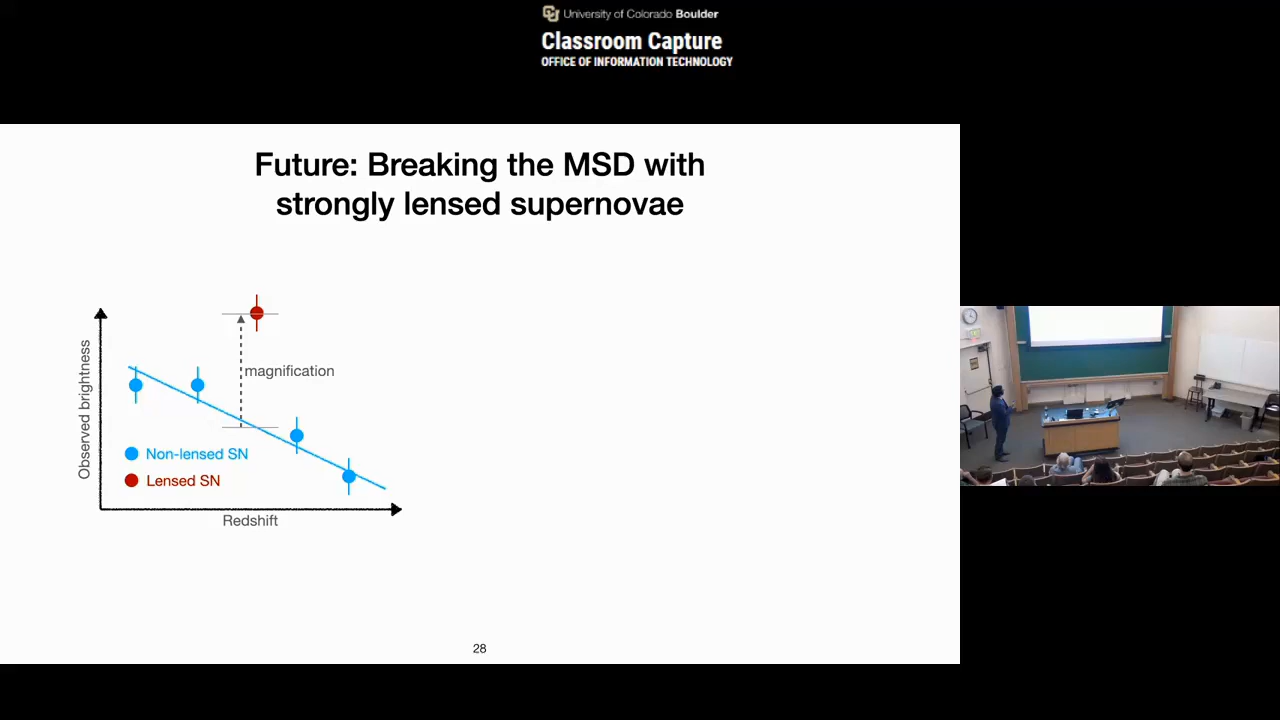 University of Colorado Boulder
Classroom Capture
OFFICE OF INFORMATION TECHNOLOGY
Future: Breaking the MSD with
strongly lensed supernovae
Observed brightness
magnification
Non-lensed SN
Lensed SN
Redshift
28